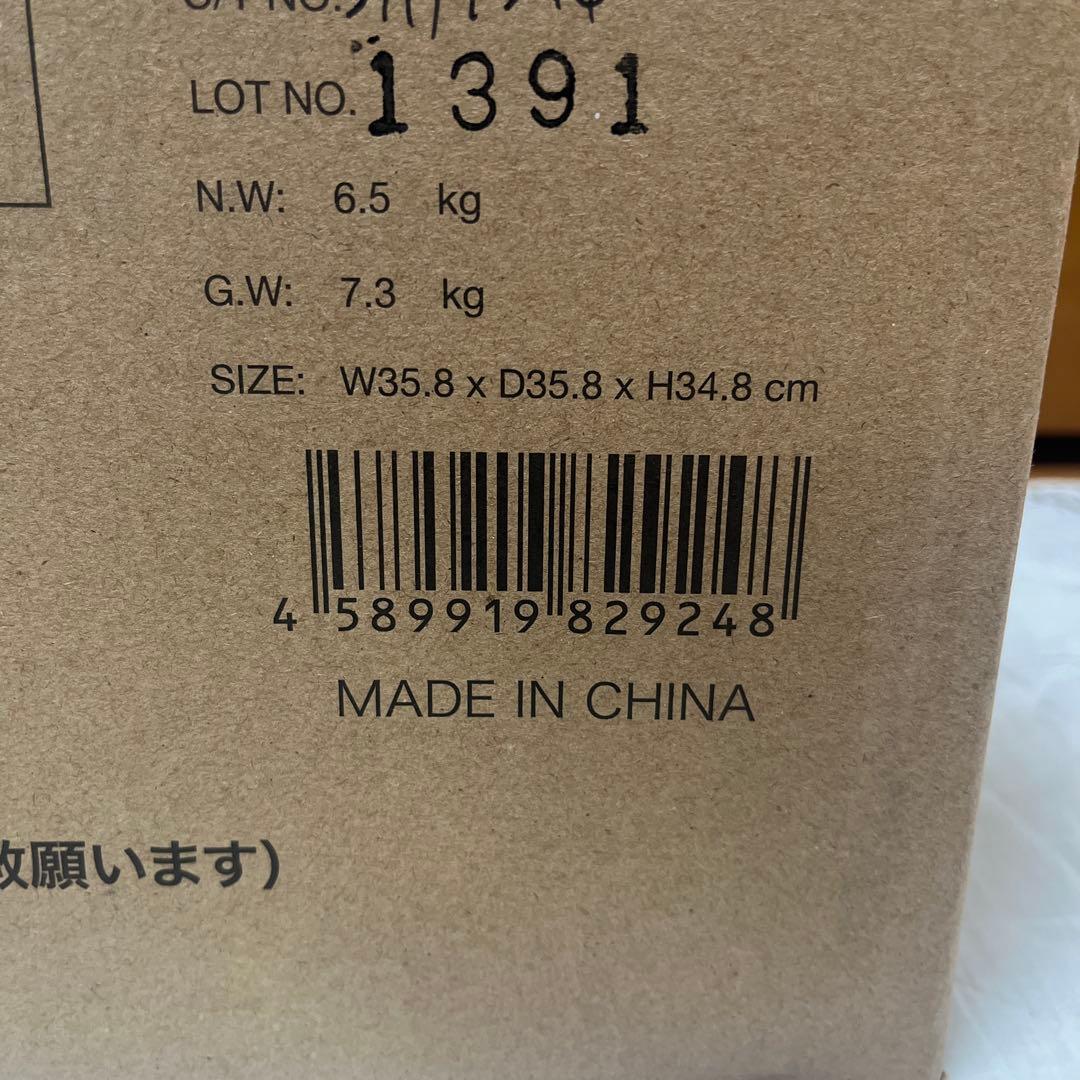 LOT NO. 1391
N.W: 6.5 kg
G.W: 7.3 kg
SIZE: W35.8 x D35.8 x H34.8 cm
4 589919 829248
MADE IN CHINA
願います)